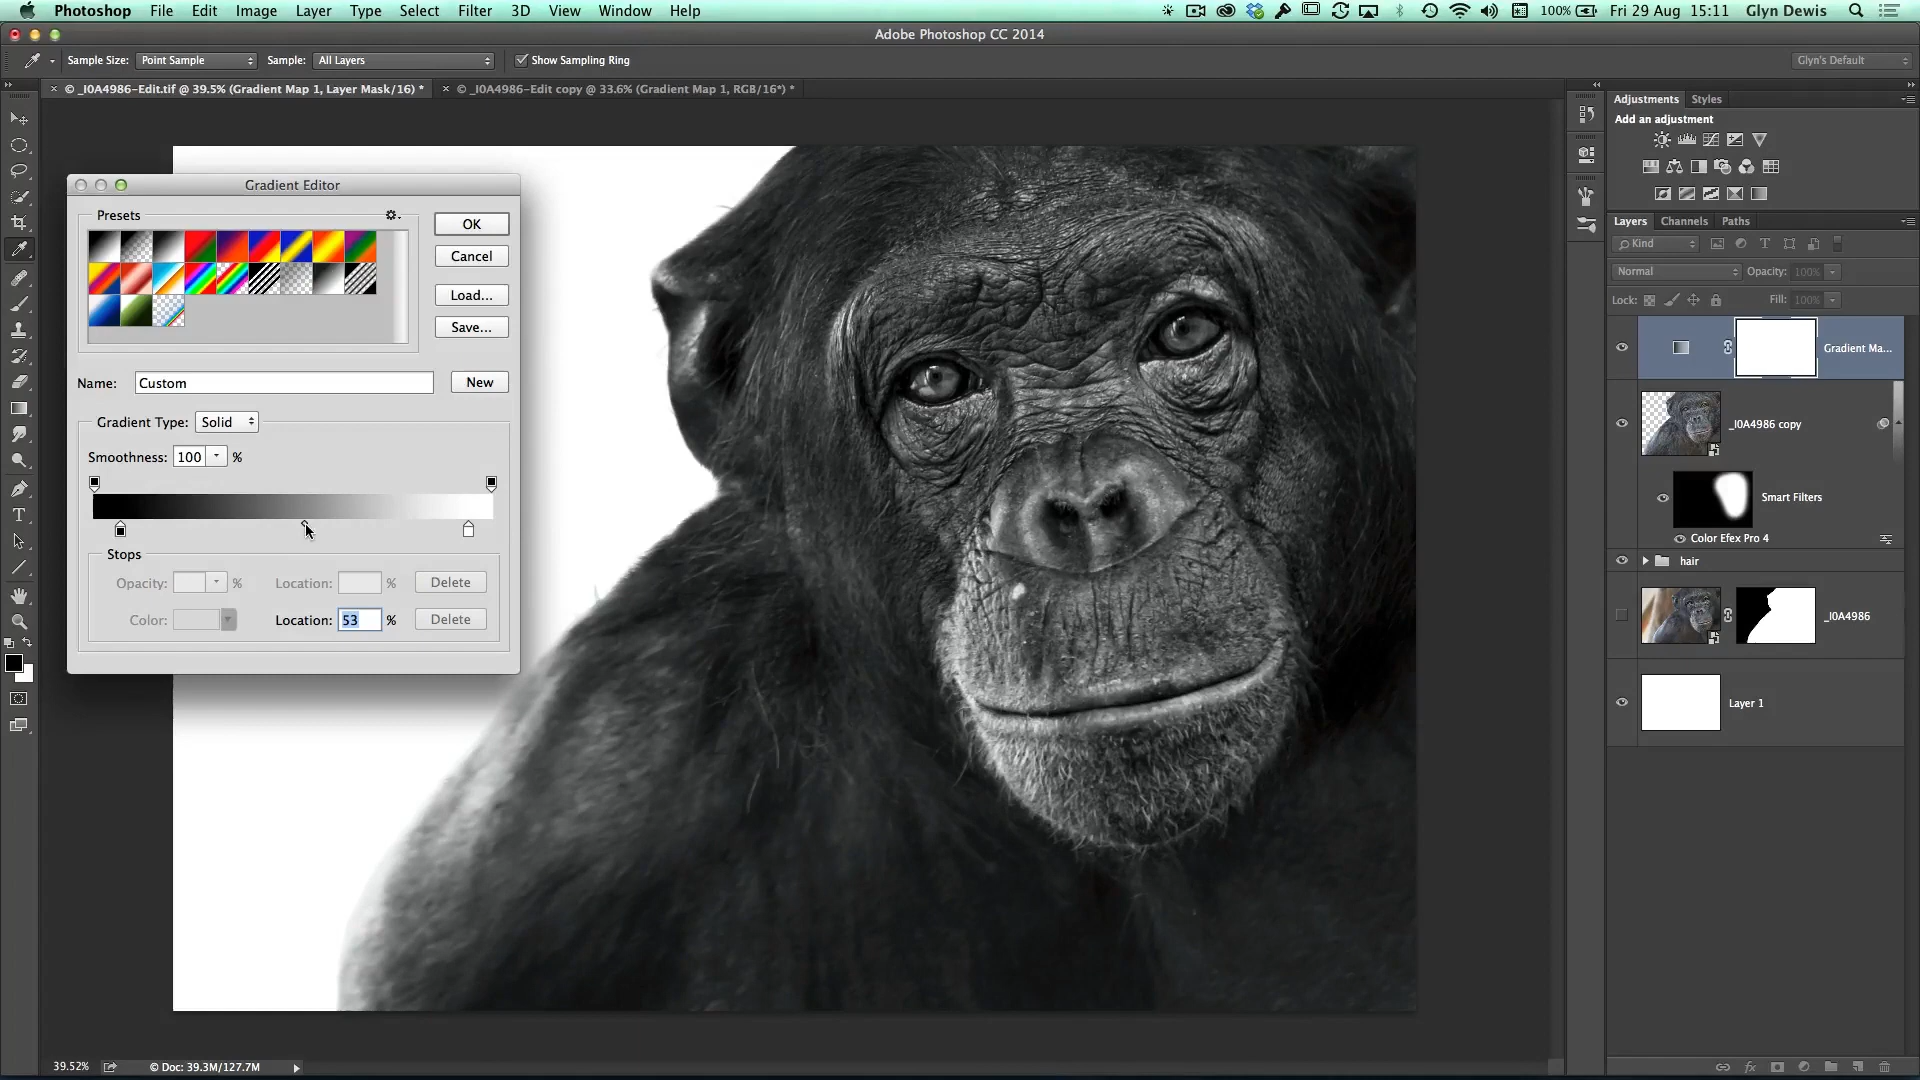 Photoshop File Edit Image Layer Type Select Filter 3D View Window Help 100% Fri 29 Aug 15:11 Glyn Dewis
Adobe Photoshop CC 2014
Sample Size: Point Sample Sample: All Layers Show Sampling Ring Glyn's Default
× © _I0A4986-Edit.tif @ 39.5% (Gradient Map 1, Layer Mask/16) * × © _I0A4986-Edit copy @ 33.6% (Gradient Map 1, RGB/16*) *
Adjustments Styles
Add an adjustment
Gradient Editor
Presets
OK
Cancel
Load...
Save...
Name: Custom New
Gradient Type: Solid
Smoothness: 100 %
Stops
Opacity: % Location: % Delete
Color: Location: 53 % Delete
Layers Channels Paths
Kind
Normal Opacity: 100%
Lock: Fill: 100%
Gradient Ma...
_I0A4986 copy
Smart Filters
Color Efex Pro 4
hair
_I0A4986
Layer 1
39.52% © Doc: 39.3M/127.7M